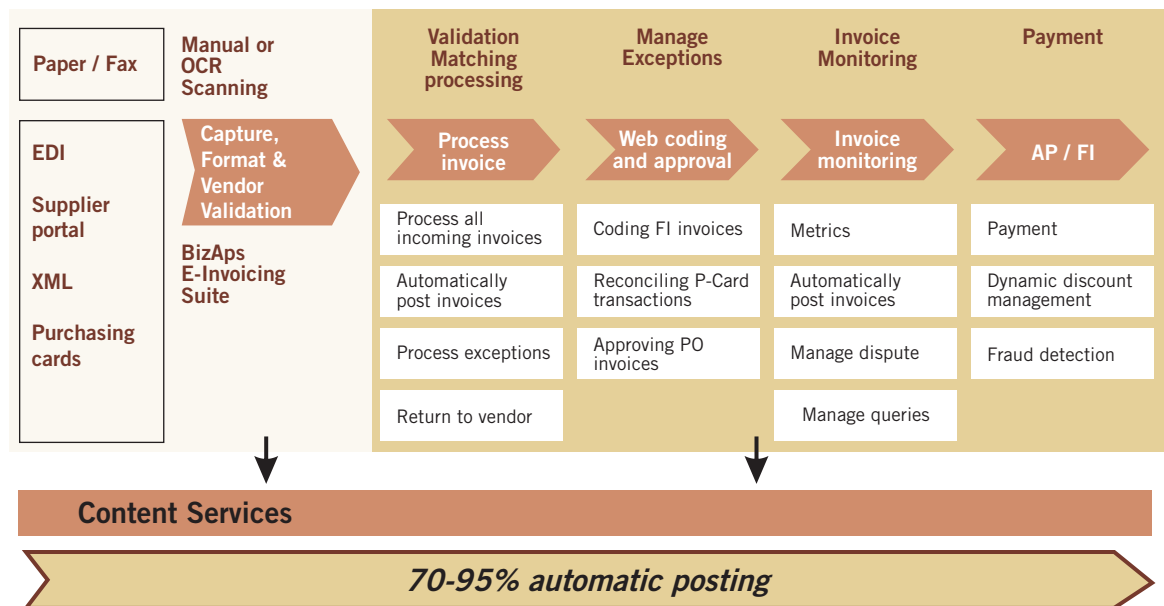 Paper / Fax
EDI
Supplier
portal
XML
Purchasing
cards
Manual or
OCR
Scanning
Capture,
Format &
Vendor
Validation
BizAps
E-Invoicing
Suite
Validation
Matching
processing
Process
invoice
Process all
incoming invoices
Automatically
post invoices
Process exceptions
Return to vendor
Manage
Exceptions
Web coding
and approval
Coding FI invoices
Reconciling P-Card
transactions
Approving PO
invoices
Invoice
Monitoring
Invoice
monitoring
Metrics
Automatically
post invoices
Manage dispute
Manage queries
Payment
AP / FI
Payment
Dynamic discount
management
Fraud detection
Content Services
70-95% automatic posting